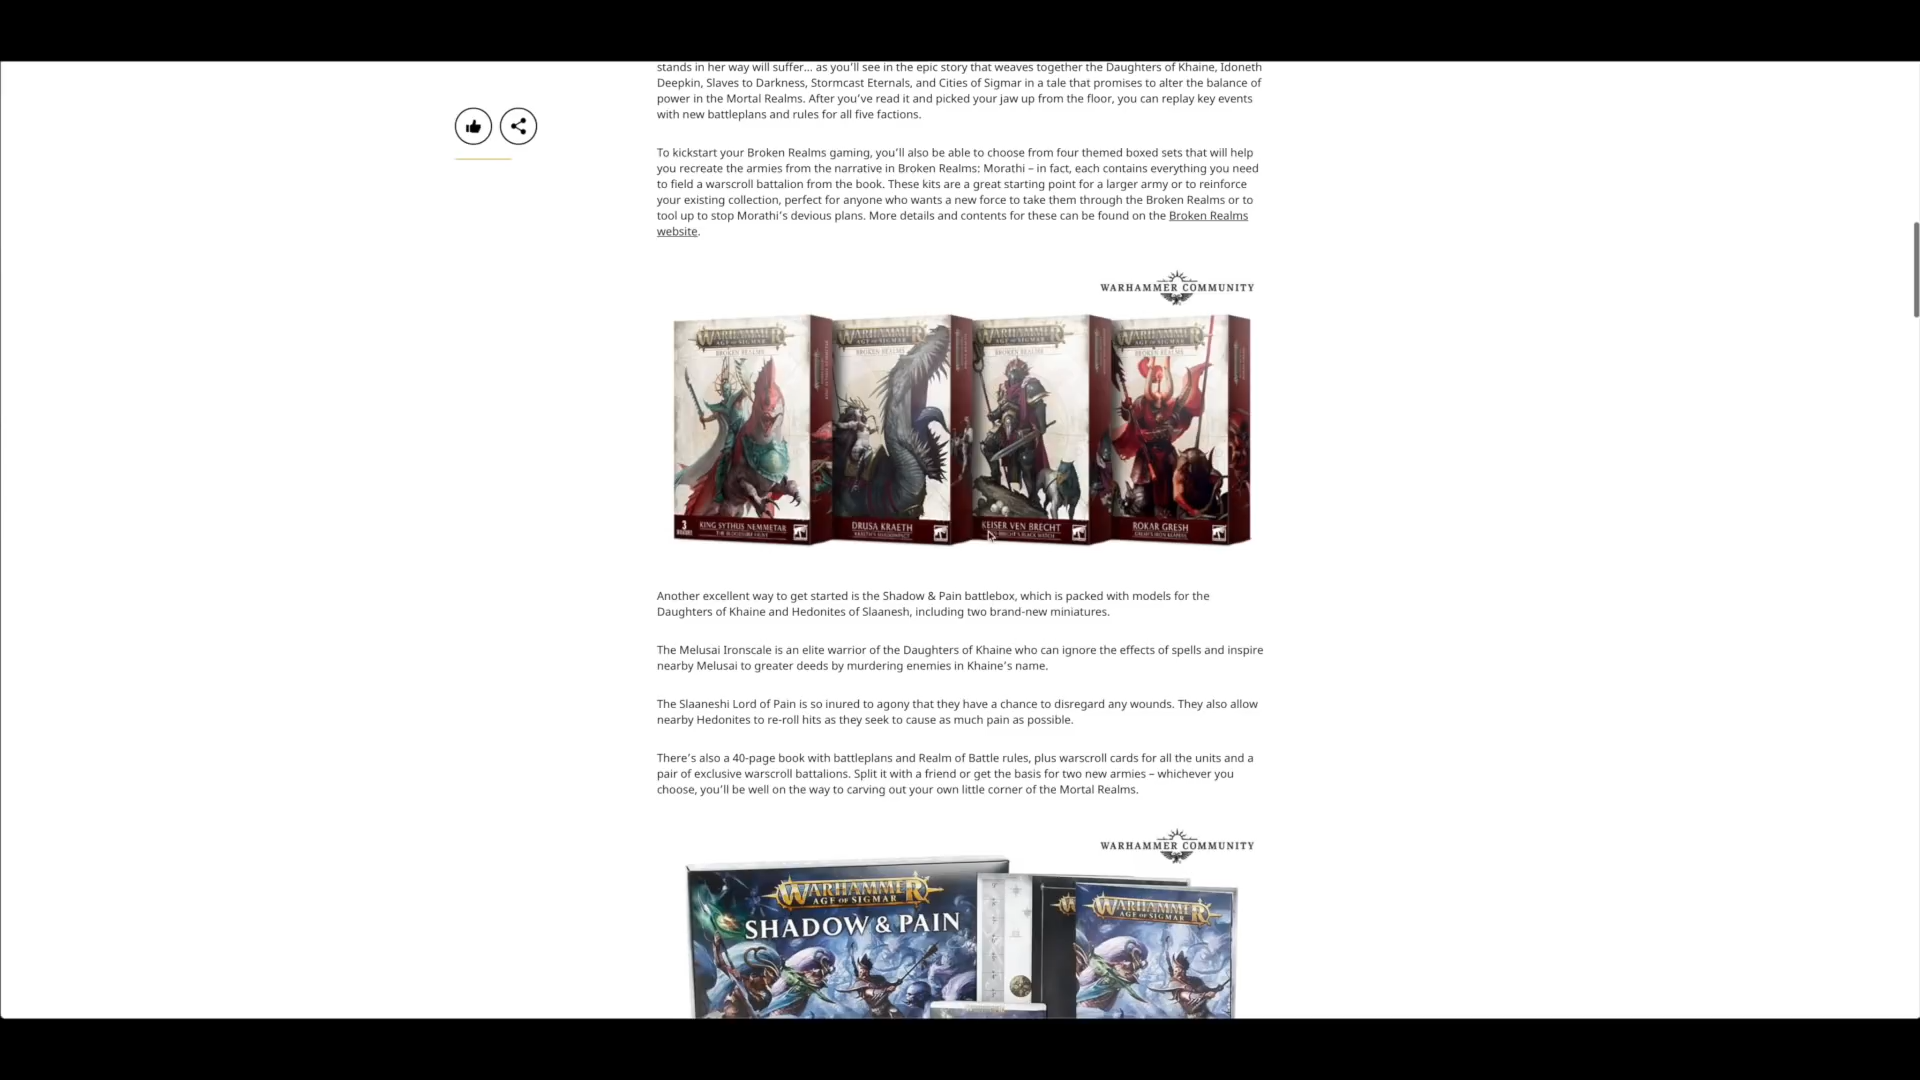 stands in her way will suffer… as you’ll see in the epic story that weaves together the Daughters of Khaine, Idoneth
Deepkin, Slaves to Darkness, Stormcast Eternals, and Cities of Sigmar in a tale that promises to alter the balance of
power in the Mortal Realms. After you’ve read it and picked your jaw up from the floor, you can replay key events
with new battleplans and rules for all five factions.
To kickstart your Broken Realms gaming, you’ll also be able to choose from four themed boxed sets that will help
you recreate the armies from the narrative in Broken Realms: Morathi – in fact, each contains everything you need
to field a warscroll battalion from the book. These kits are a great starting point for a larger army or to reinforce
your existing collection, perfect for anyone who wants a new force to take them through the Broken Realms or to
tool up to stop Morathi’s devious plans. More details and contents for these can be found on the Broken Realms
website.
WARHAMMER COMMUNITY
WARHAMMER WARHAMMER WARHAMMER WARHAMMER
AGE OF SIGMAR AGE OF SIGMAR AGE OF SIGMAR AGE OF SIGMAR
BROKEN REALMS BROKEN REALMS BROKEN REALMS BROKEN REALMS
3 KING SYTHUS NEMMETAR DRUSA KRAETH KEISER VEN BRECHT ROKAR GRESH
Another excellent way to get started is the Shadow & Pain battlebox, which is packed with models for the
Daughters of Khaine and Hedonites of Slaanesh, including two brand-new miniatures.
The Melusai Ironscale is an elite warrior of the Daughters of Khaine who can ignore the effects of spells and inspire
nearby Melusai to greater deeds by murdering enemies in Khaine’s name.
The Slaaneshi Lord of Pain is so inured to agony that they have a chance to disregard any wounds. They also allow
nearby Hedonites to re-roll hits as they seek to cause as much pain as possible.
There’s also a 40-page book with battleplans and Realm of Battle rules, plus warscroll cards for all the units and a
pair of exclusive warscroll battalions. Split it with a friend or get the basis for two new armies – whichever you
choose, you’ll be well on the way to carving out your own little corner of the Mortal Realms.
WARHAMMER COMMUNITY
WARHAMMER
AGE OF SIGMAR
SHADOW & PAIN
WARHAMMER
AGE OF SIGMAR